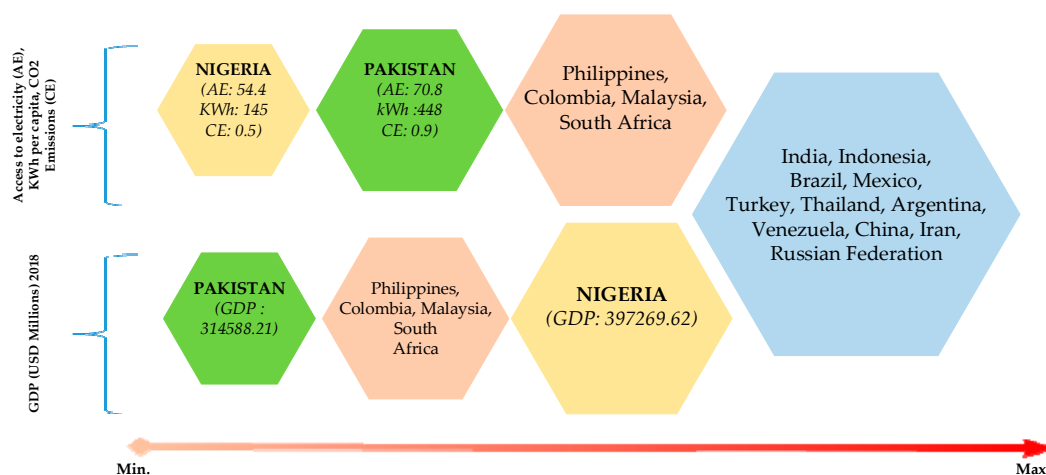 Access to electricity (AE),
KWh per capita, CO2
Emissions (CE)
NIGERIA
(AE: 54.4
KWh: 145
CE: 0.5)
PAKISTAN
(AE: 70.8
kWh :448
CE: 0.9)
Philippines,
Colombia, Malaysia,
South Africa
India, Indonesia,
Brazil, Mexico,
Turkey, Thailand, Argentina,
Venezuela, China, Iran,
Russian Federation
GDP (USD Millions) 2018
PAKISTAN
(GDP :
314588.21)
Philippines,
Colombia, Malaysia,
South
Africa
NIGERIA
(GDP: 397269.62)
Min.
Max